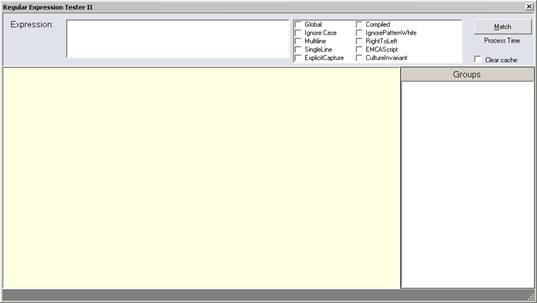 Regular Expression Tester II
Expression:
Global
Compiled
Match
Ignore Case
IgnorePatternWhite
Multiline
RightToLeft
Process Time
SingleLine
EMCAScript
ExplicitCapture
CultureInvariant
Clear cache
Groups